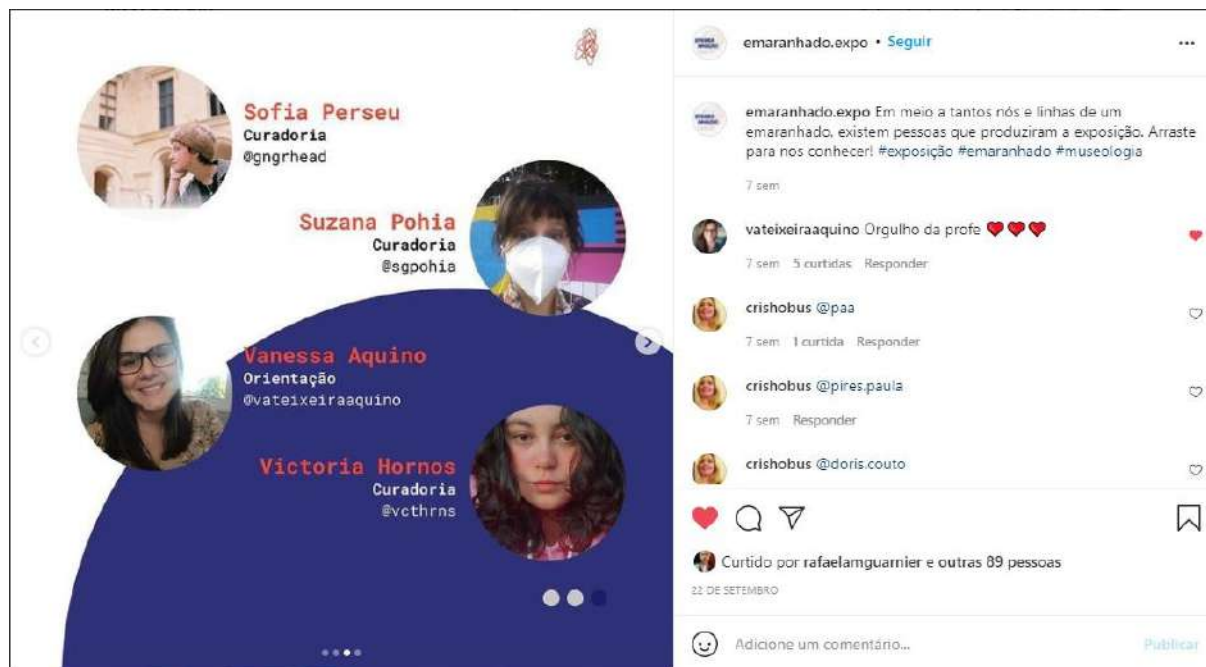 Sofia Perseu
Curadoria
@gngrhead
Suzana Pohia
Curadoria
@sgpohia
Vanessa Aquino
Orientação
@vateixeiraaquino
Victoria Hornos
Curadoria
@vcthrns
emaranhado.expo • Seguir
emaranhado.expo Em meio a tantos nós e linhas de um
emaranhado, existem pessoas que produziram a exposição. Arraste
para nos conhecer! #exposição #emaranhado #museologia
7 sem
vateixeiraaquino Orgulho da profe ❤❤❤
7 sem 5 curtidas Responder
crishobus @paa
7 sem 1 curtida Responder
crishobus @pires.paula
7 sem Responder
crishobus @doris.couto
Curtido por rafaelamguarnier e outras 89 pessoas
22 DE SETEMBRO
Adicione um comentário...
Publicar